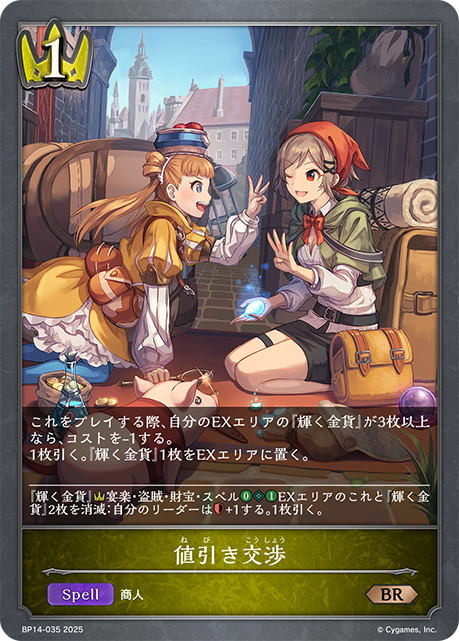 1
これをプレイする際、自分のEXエリアの『輝く金貨』が3枚以上
なら、コストを-1する。
1枚引く。『輝く金貨』1枚をEXエリアに置く。
『輝く金貨』宴楽・盗賊・財宝・スペル 0 1 EXエリアのこれと『輝く金
貨』2枚を消滅:自分のリーダーは+1する。1枚引く。
ねび こうしょう
値引き交渉
Spell 商人 BR
BP14-035 2025 © Cygames, Inc.